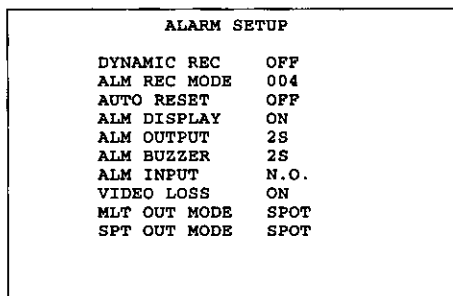 ALARM SETUP
DYNAMIC REC OFF
ALM REC MODE 004
AUTO RESET OFF
ALM DISPLAY ON
ALM OUTPUT 2S
ALM BUZZER 2S
ALM INPUT N.O.
VIDEO LOSS ON
MLT OUT MODE SPOT
SPT OUT MODE SPOT